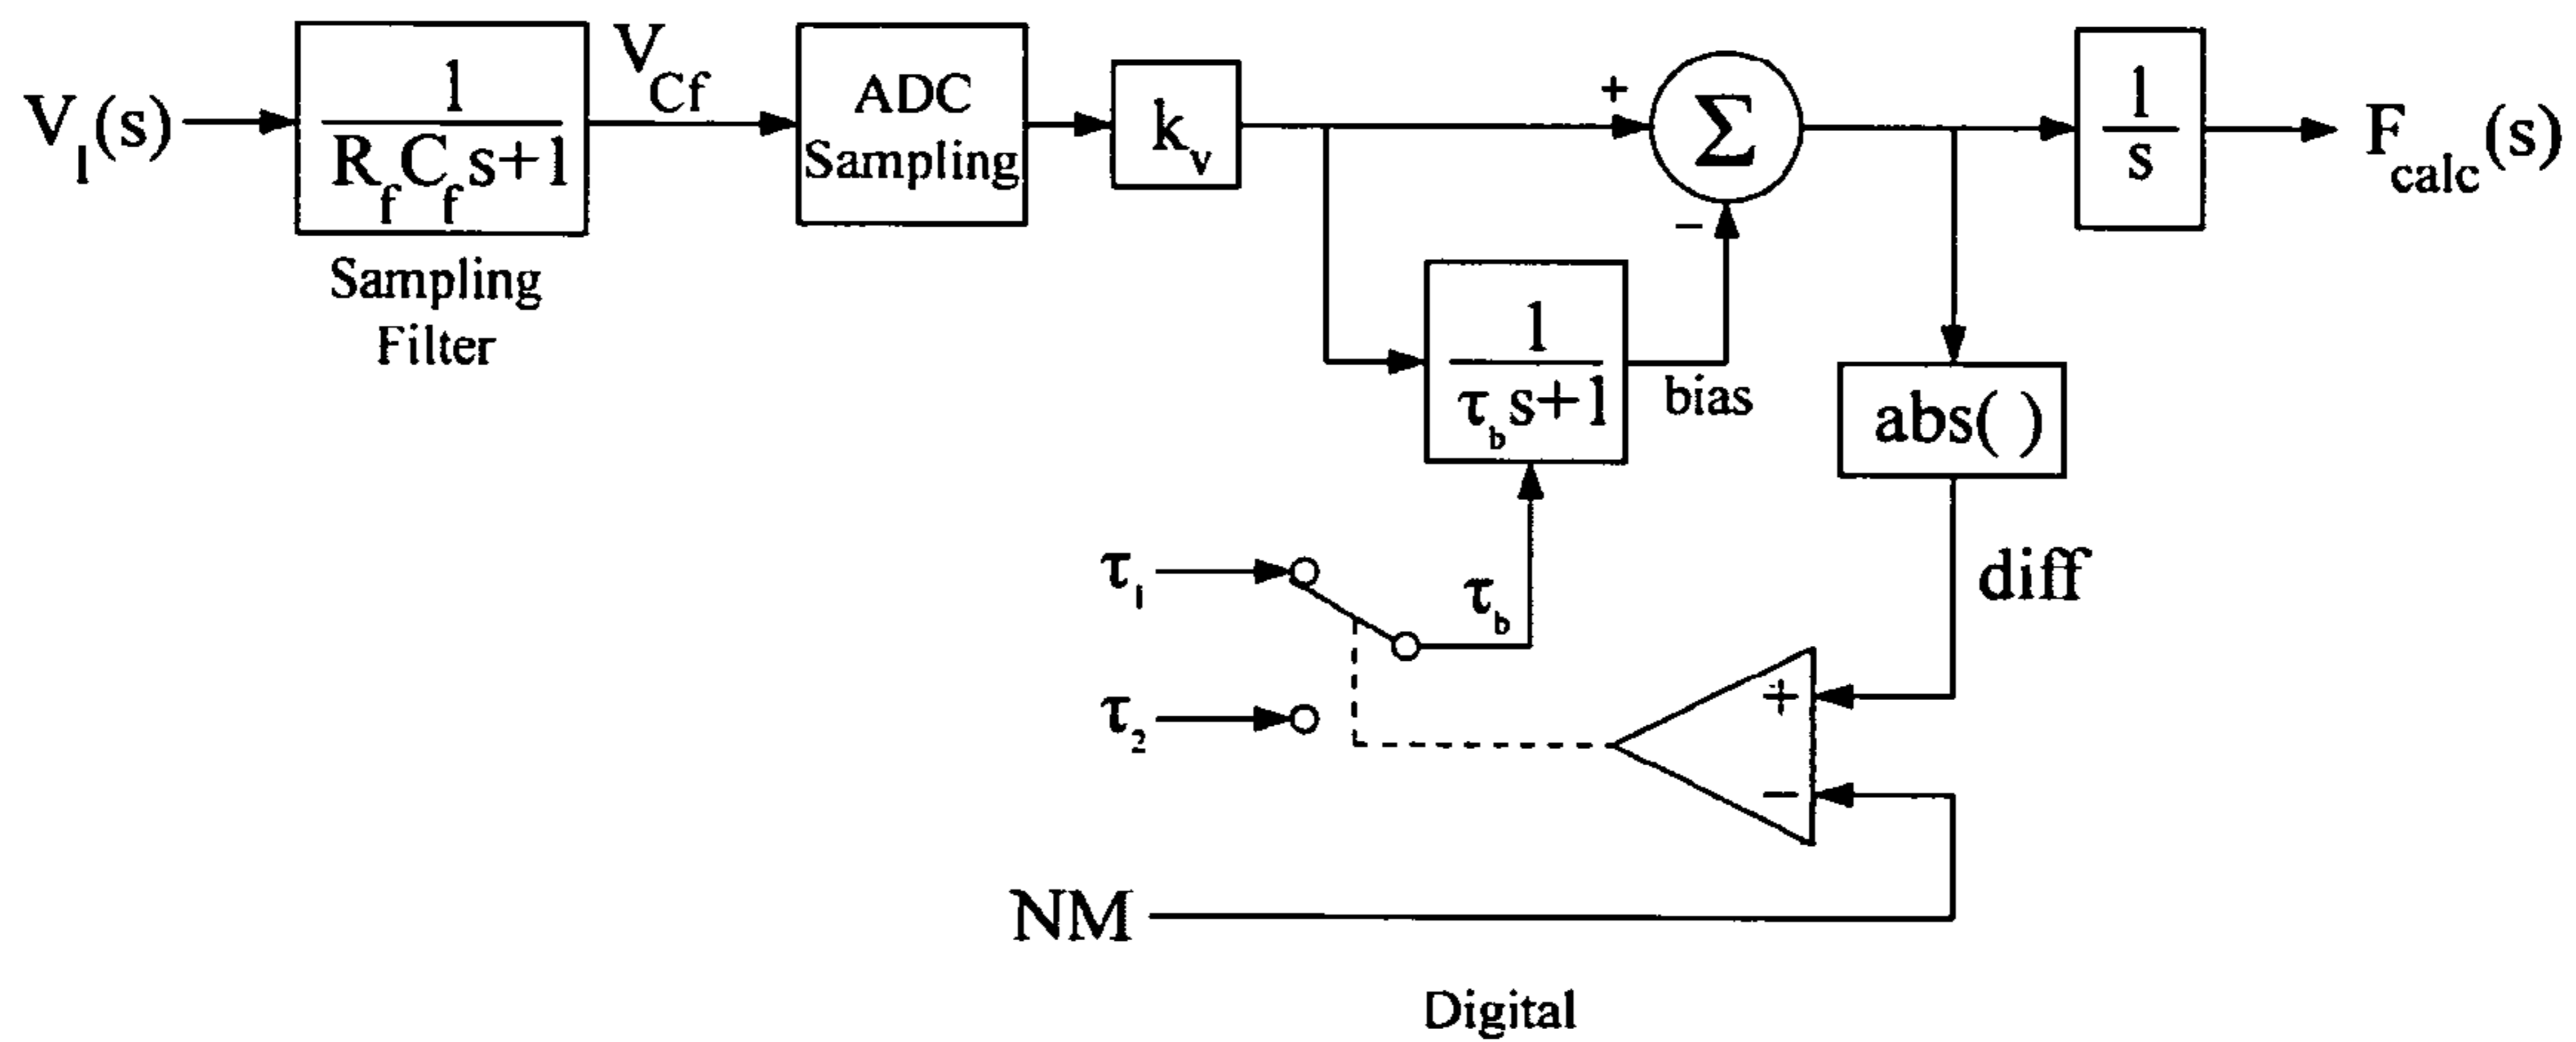 V_l(s)
1
R_f C_f s+1
Sampling
Filter
V_Cf
ADC
Sampling
k_v
+
Σ
−
1
s
F_calc(s)
1
τ_b s+1
bias
abs( )
diff
τ_1
τ_b
τ_2
+
−
NM
Digital